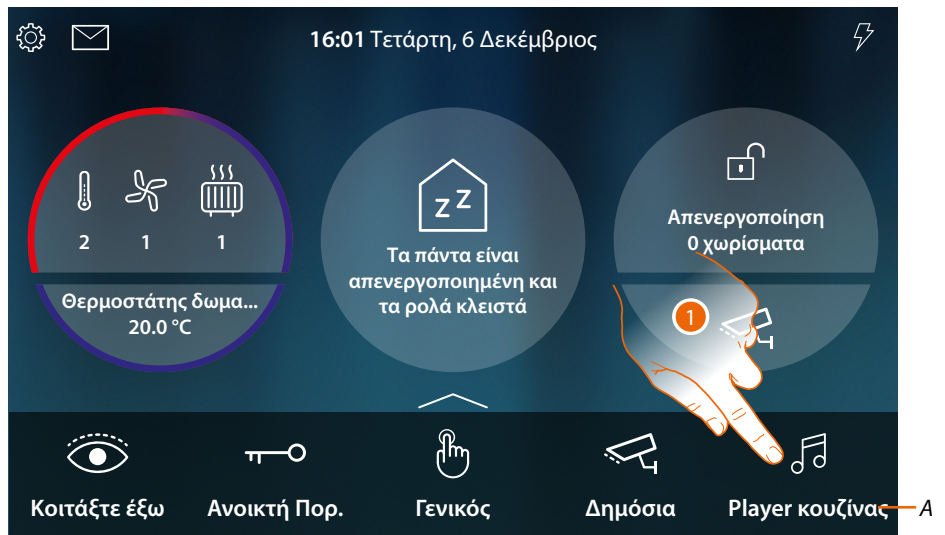 16:01 Τετάρτη, 6 Δεκέμβριος
2 1 1
Θερμοστάτης δωμα...
20.0 °C
z Z
Τα πάντα είναι
απενεργοποιημένη και
τα ρολά κλειστά
Απενεργοποίηση
0 χωρίσματα
1
Κοιτάξτε έξω
Ανοικτή Πορ.
Γενικός
Δημόσια
Player κουζίνας
A